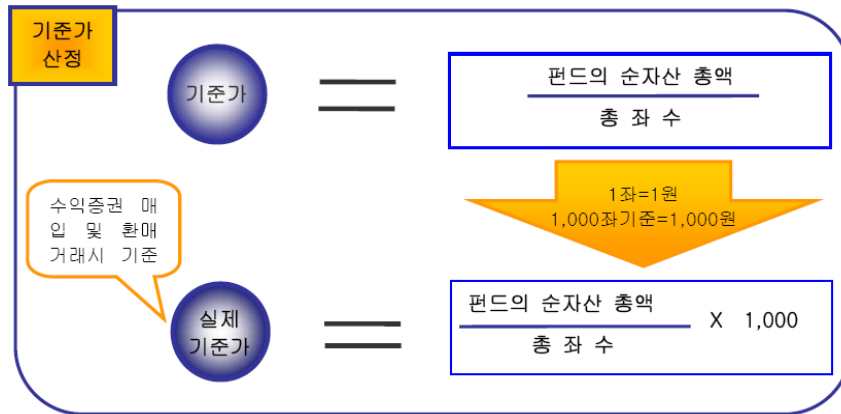 기준가
산정
기준가
펀드의 순자산 총액
총 좌 수
1좌=1원
1,000좌기준=1,000원
수익증권 매
입 및 환매
거래시 기준
실제
기준가
펀드의 순자산 총액
총 좌 수
X 1,000